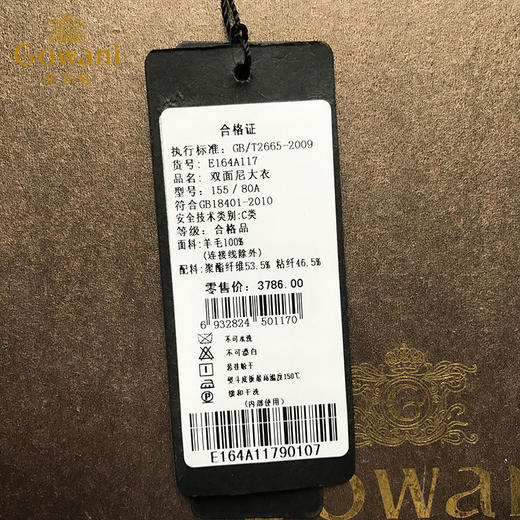 Gowani
合格证
执行标准: GB/T2665-2009
货号: E164A117
品名: 双面尼大衣
型号: 155/80A
符合GB18401-2010
安全技术类别:C类
等级: 合格品
面料:羊毛100%
(连接线除外)
配料:聚酯纤维53.5% 粘纤46.5%
零售价: 3786.00
6 932824 501170
不可水洗
不可漂白
悬挂晾干
熨斗底板最高温度150℃
缓和干洗
(内部使用)
E164A11790107
G
Gowani